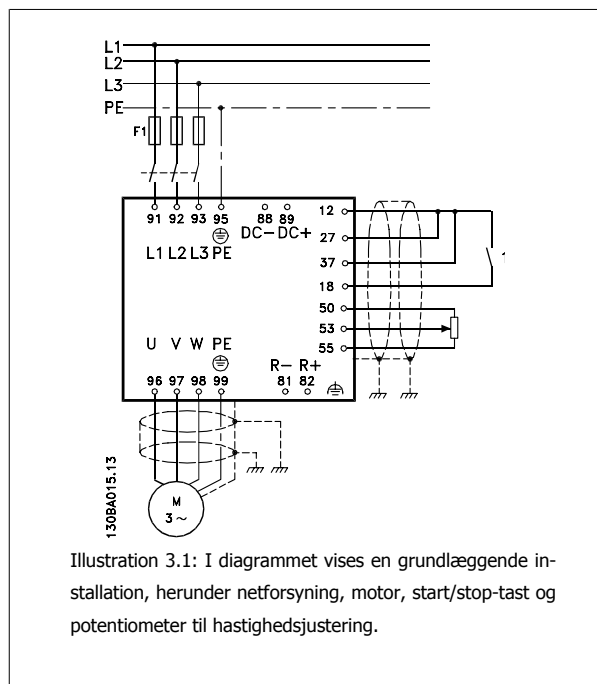 L1
L2
L3
PE
F1
91 92 93 95 88 89 12
DC- DC+
27
L1 L2 L3 PE
37
18
50
53
U V W PE
55
R- R+
96 97 98 99 81 82
M
3 ~
130BA015.13
Illustration 3.1: I diagrammet vises en grundlæggende in-
stallation, herunder netforsyning, motor, start/stop-tast og
potentiometer til hastighedsjustering.